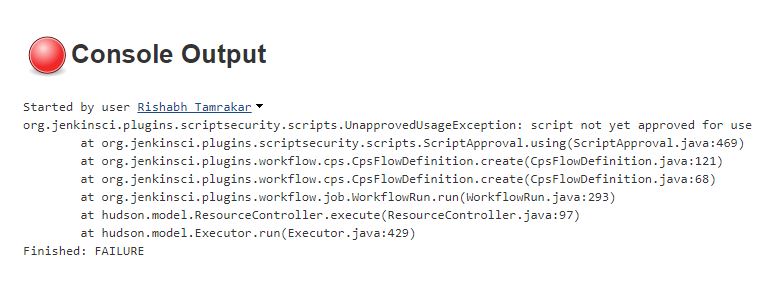 Console Output
Started by user Rishabh Tamrakar
org.jenkinsci.plugins.scriptsecurity.scripts.UnapprovedUsageException: script not yet approved for use
at org.jenkinsci.plugins.scriptsecurity.scripts.ScriptApproval.using(ScriptApproval.java:469)
at org.jenkinsci.plugins.workflow.cps.CpsFlowDefinition.create(CpsFlowDefinition.java:121)
at org.jenkinsci.plugins.workflow.cps.CpsFlowDefinition.create(CpsFlowDefinition.java:68)
at org.jenkinsci.plugins.workflow.job.WorkflowRun.run(WorkflowRun.java:293)
at hudson.model.ResourceController.execute(ResourceController.java:97)
at hudson.model.Executor.run(Executor.java:429)
Finished: FAILURE